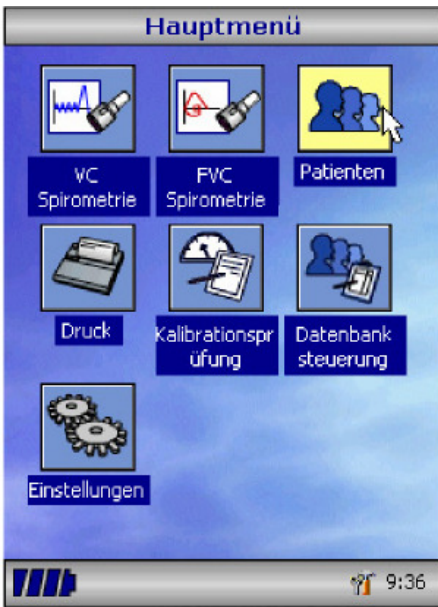 Hauptmenü
VC
Spirometrie
FVC
Spirometrie
Patienten
Druck
Kalibrationspr
üfung
Datenbank
steuerung
Einstellungen
9:36